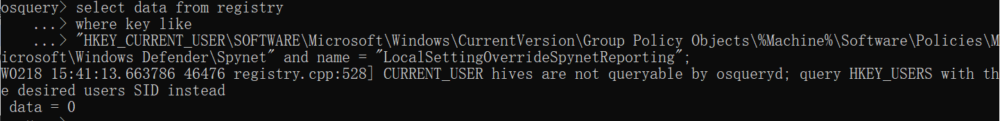 osquery> select data from registry
...> where key like
...> "HKEY_CURRENT_USER\SOFTWARE\Microsoft\Windows\CurrentVersion\Group Policy Objects\%Machine%\Software\Policies\M
icrosoft\Windows Defender\Spynet" and name = "LocalSettingOverrideSpynetReporting";
W0218 15:41:13.663786 46476 registry.cpp:528] CURRENT_USER hives are not queryable by osqueryd; query HKEY_USERS with th
e desired users SID instead
data = 0